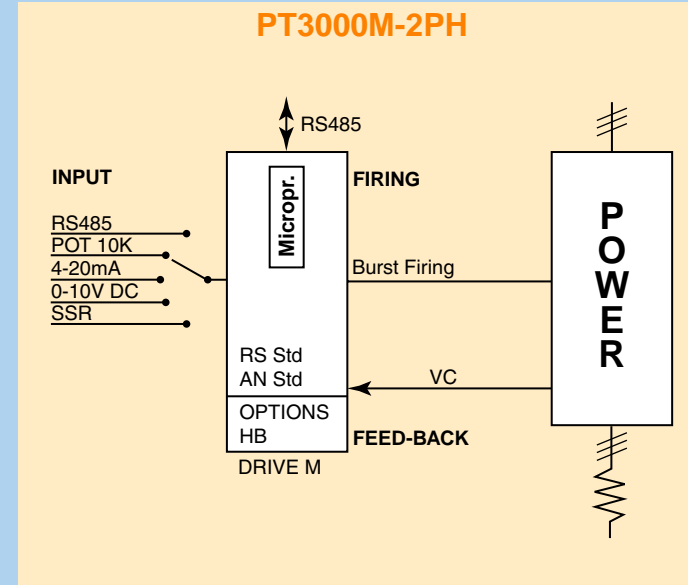 PT3000M-2PH
RS485
INPUT
Micropr.
FIRING
RS485
POT 10K
4-20mA
0-10V DC
SSR
Burst Firing
POWER
RS Std
AN Std
VC
OPTIONS
HB
FEED-BACK
DRIVE M